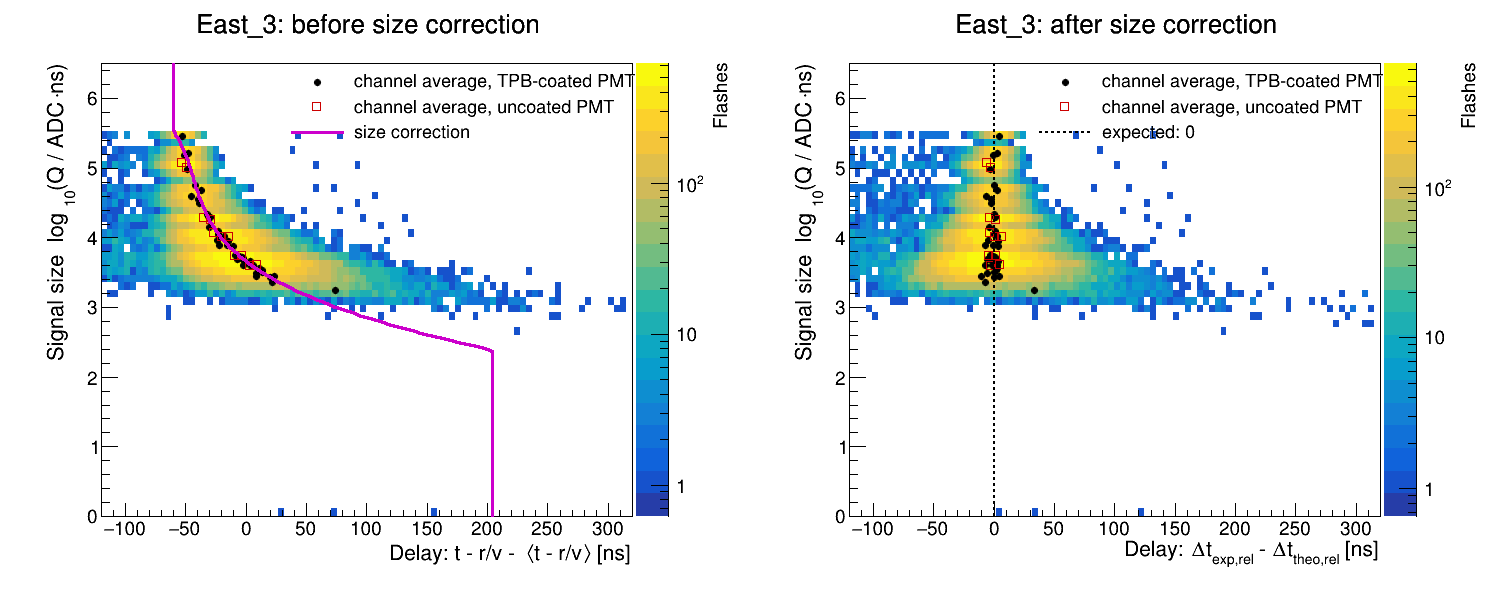 East_3: before size correction
Signal size log 10(Q / ADC·ns)
6
5
4
3
2
1
0
channel average, TPB-coated PMT
channel average, uncoated PMT
size correction
−100 −50 0 50 100 150 200 250 300
Delay: t - r/v - ⟨t - r/v⟩ [ns]
Flashes
10²
10
1
East_3: after size correction
Signal size log 10(Q / ADC·ns)
6
5
4
3
2
1
0
channel average, TPB-coated PMT
channel average, uncoated PMT
expected: 0
−100 −50 0 50 100 150 200 250 300
Delay: Δt_exp,rel - Δt_theo,rel [ns]
Flashes
10²
10
1